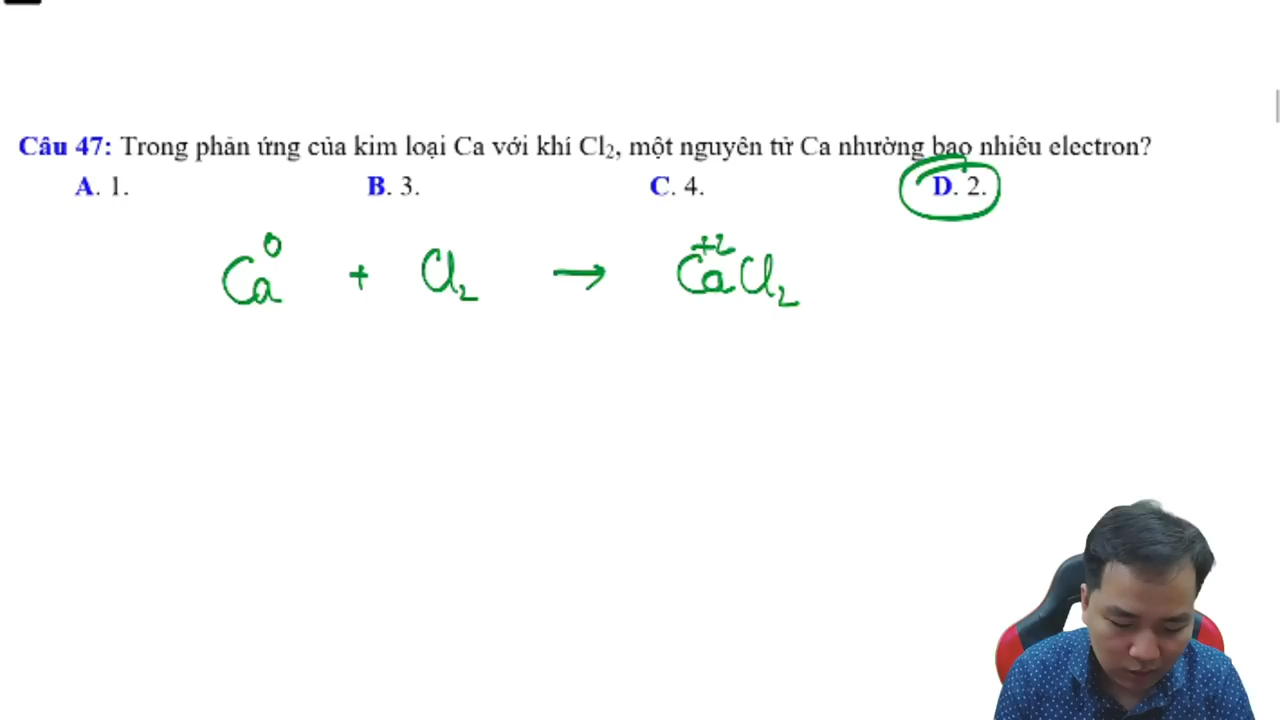 Câu 47: Trong phản ứng của kim loại Ca với khí Cl₂, một nguyên tử Ca nhường bao nhiêu electron?
A. 1. B. 3. C. 4. D. 2.
Ca⁰ + Cl₂ → Ca⁺²Cl₂